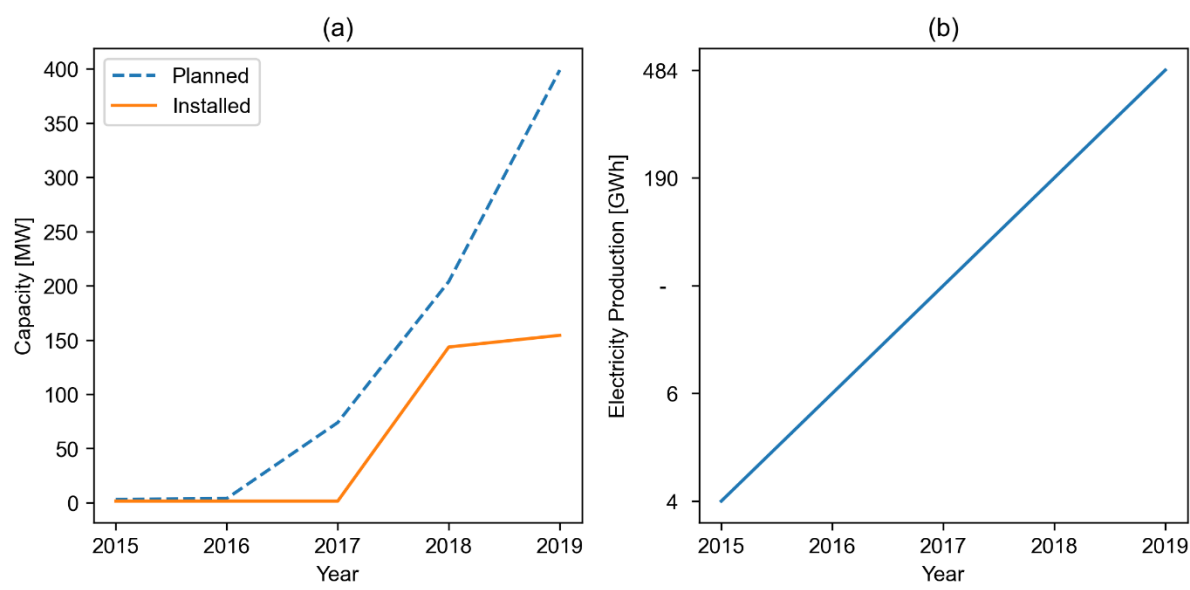 (a)
Planned
Installed
400
350
300
250
200
150
100
50
0
Capacity [MW]
2015 2016 2017 2018 2019
Year
(b)
484
190
-
6
4
Electricity Production [GWh]
2015 2016 2017 2018 2019
Year